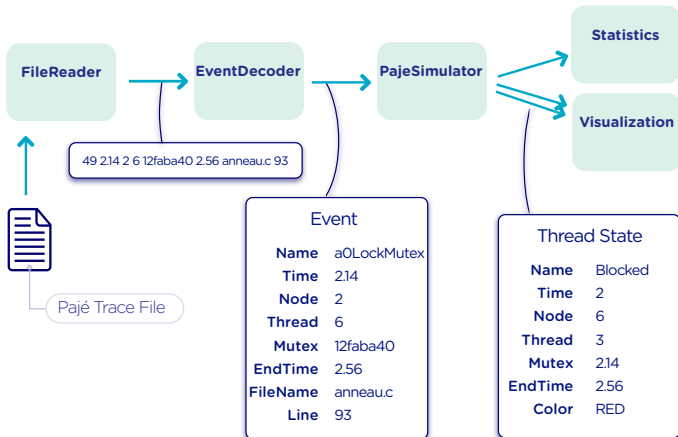 Statistics
FileReader
EventDecoder
PajeSimulator
Visualization
49 2.14 2 6 12faba40 2.56 anneau.c 93
Pajé Trace File
Event
Name a0LockMutex
Time 2.14
Node 2
Thread 6
Mutex 12faba40
EndTime 2.56
FileName anneau.c
Line 93
Thread State
Name Blocked
Time 2
Node 6
Thread 3
Mutex 2.14
EndTime 2.56
Color RED